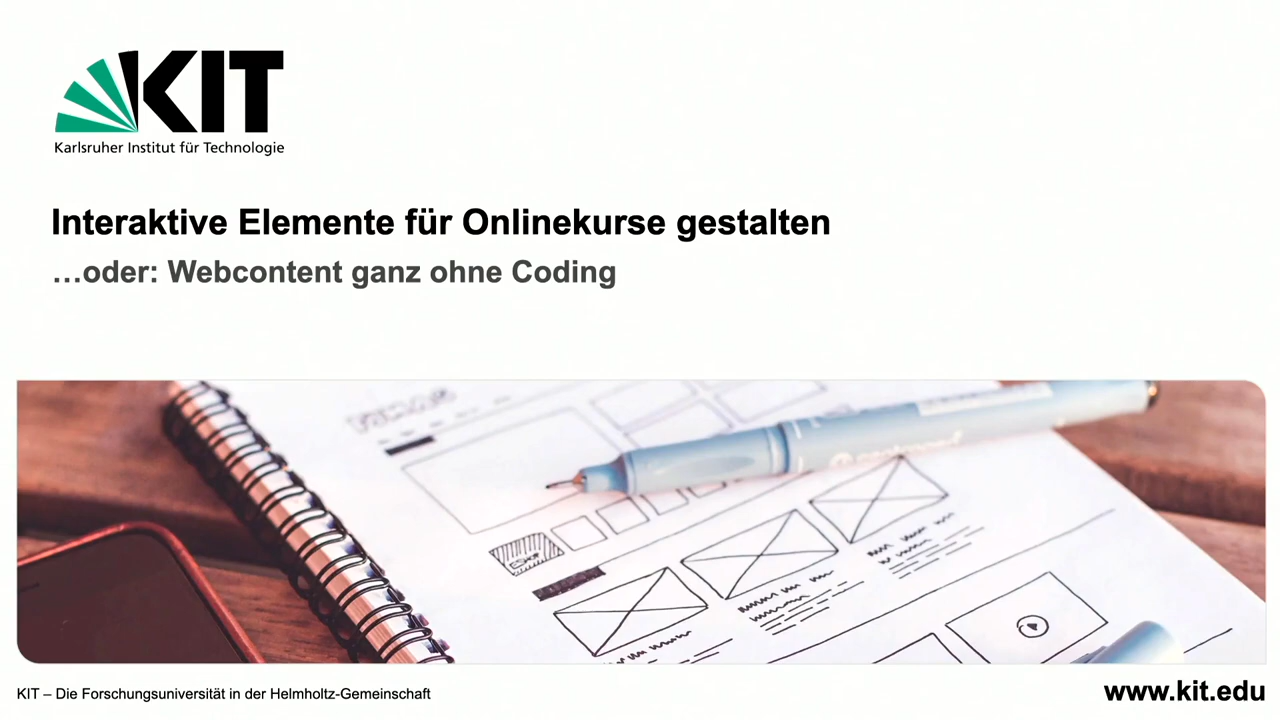 KIT
Karlsruher Institut für Technologie
Interaktive Elemente für Onlinekurse gestalten
…oder: Webcontent ganz ohne Coding
KIT – Die Forschungsuniversität in der Helmholtz-Gemeinschaft
www.kit.edu